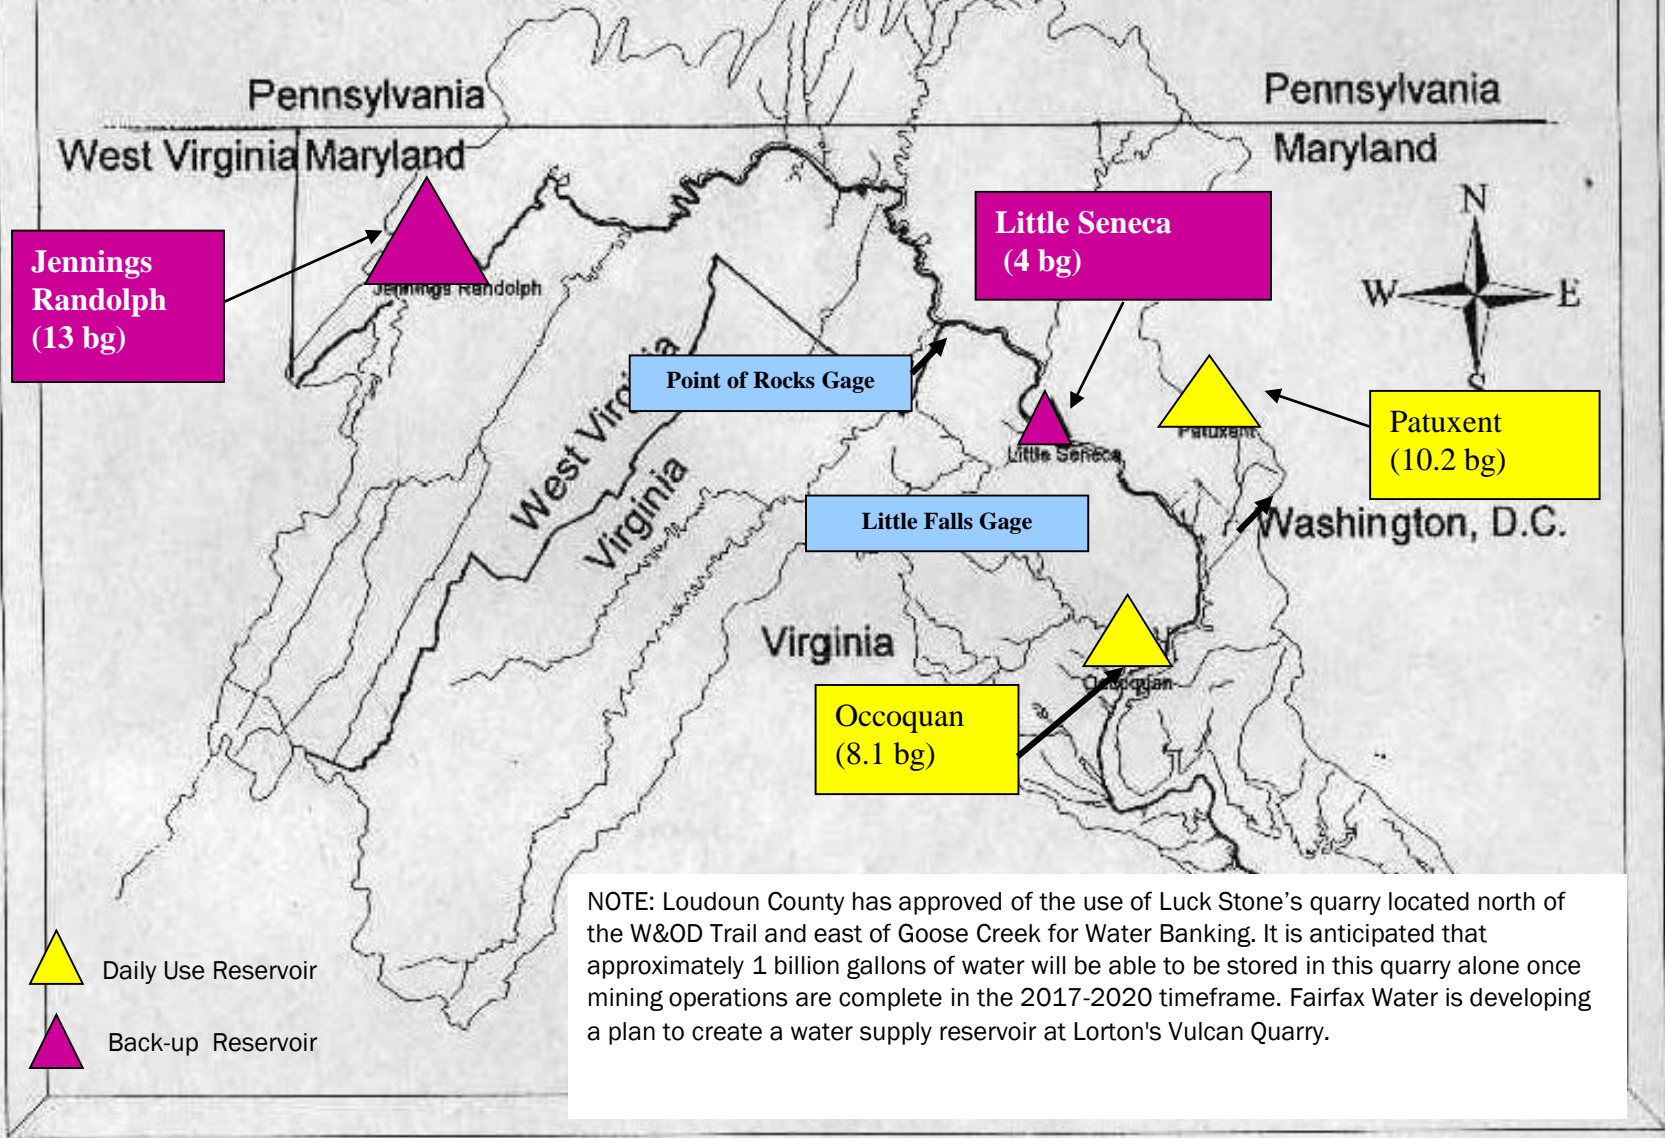 Pennsylvania
Pennsylvania
West Virginia
Maryland
Maryland
N
W
E
S
Jennings
Randolph
(13 bg)
Jennings Randolph
Little Seneca
(4 bg)
Point of Rocks Gage
West Virginia
Virginia
Little Seneca
Patuxent
Patuxent
(10.2 bg)
Little Falls Gage
Washington, D.C.
Virginia
Occoquan
Occoquan
(8.1 bg)
NOTE: Loudoun County has approved of the use of Luck Stone’s quarry located north of
the W&OD Trail and east of Goose Creek for Water Banking. It is anticipated that
approximately 1 billion gallons of water will be able to be stored in this quarry alone once
mining operations are complete in the 2017-2020 timeframe. Fairfax Water is developing
a plan to create a water supply reservoir at Lorton's Vulcan Quarry.
Daily Use Reservoir
Back-up Reservoir